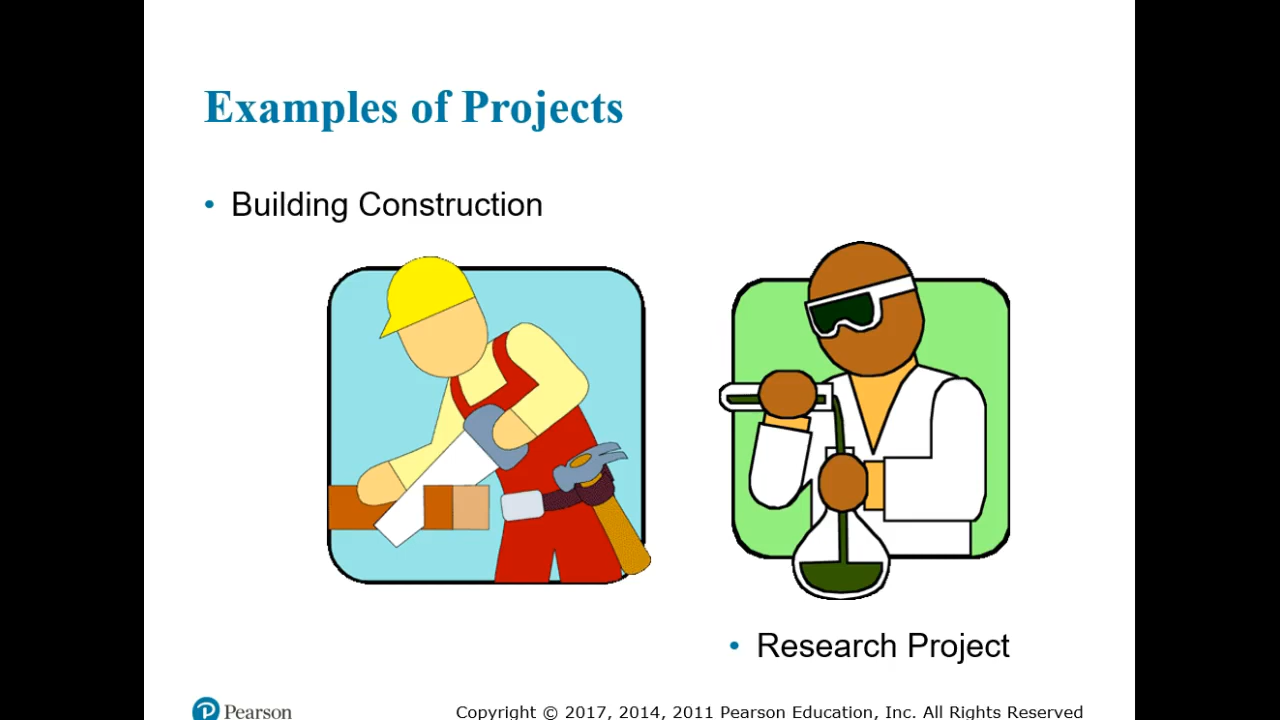 Examples of Projects
• Building Construction
• Research Project
Pearson
Copyright © 2017, 2014, 2011 Pearson Education, Inc. All Rights Reserved